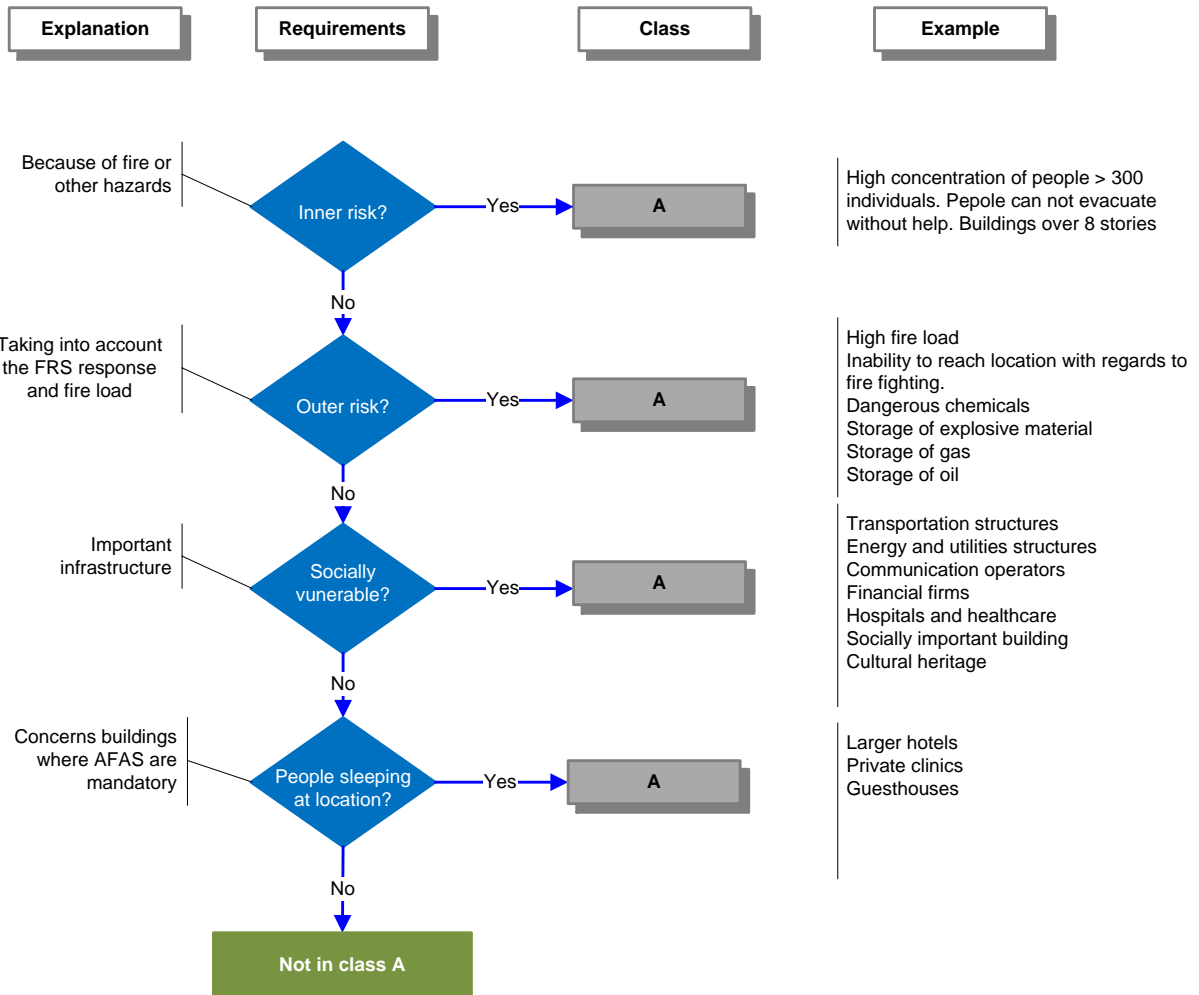 Explanation
Requirements
Class
Example
Because of fire or
other hazards
Inner risk?
Yes
A
High concentration of people > 300
individuals. Pepole can not evacuate
without help. Buildings over 8 stories
No
Taking into account
the FRS response
and fire load
Outer risk?
Yes
A
High fire load
Inability to reach location with regards to
fire fighting.
Dangerous chemicals
Storage of explosive material
Storage of gas
Storage of oil
No
Important
infrastructure
Socially
vunerable?
Yes
A
Transportation structures
Energy and utilities structures
Communication operators
Financial firms
Hospitals and healthcare
Socially important building
Cultural heritage
No
Concerns buildings
where AFAS are
mandatory
People sleeping
at location?
Yes
A
Larger hotels
Private clinics
Guesthouses
No
Not in class A